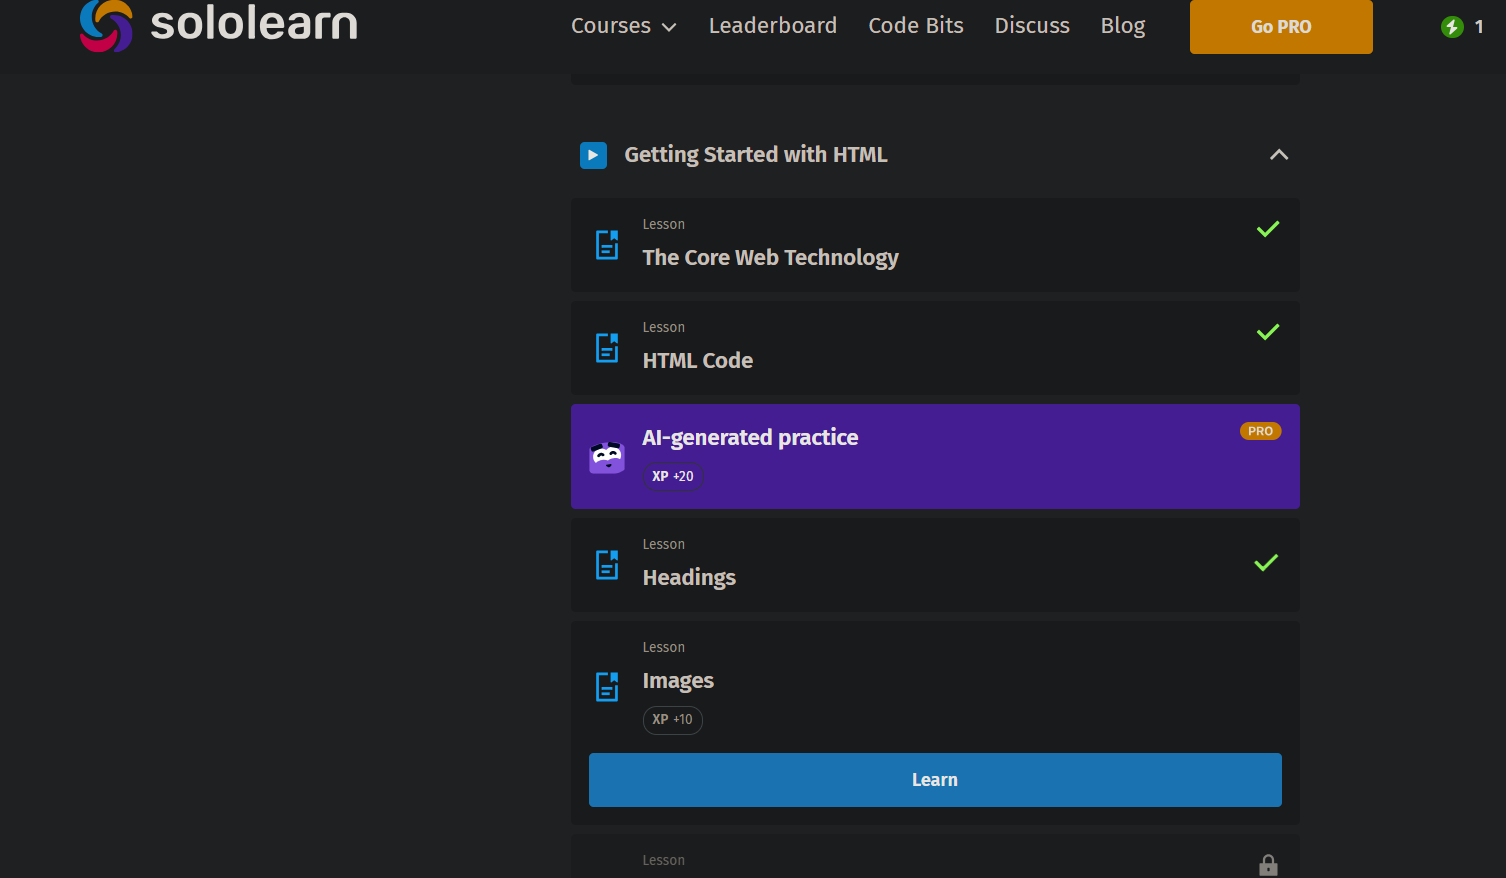 sololearn
Courses
Leaderboard
Code Bits
Discuss
Blog
Go PRO
1
Getting Started with HTML
Lesson
The Core Web Technology
Lesson
HTML Code
AI-generated practice
PRO
XP +20
Lesson
Headings
Lesson
Images
XP +10
Learn
Lesson